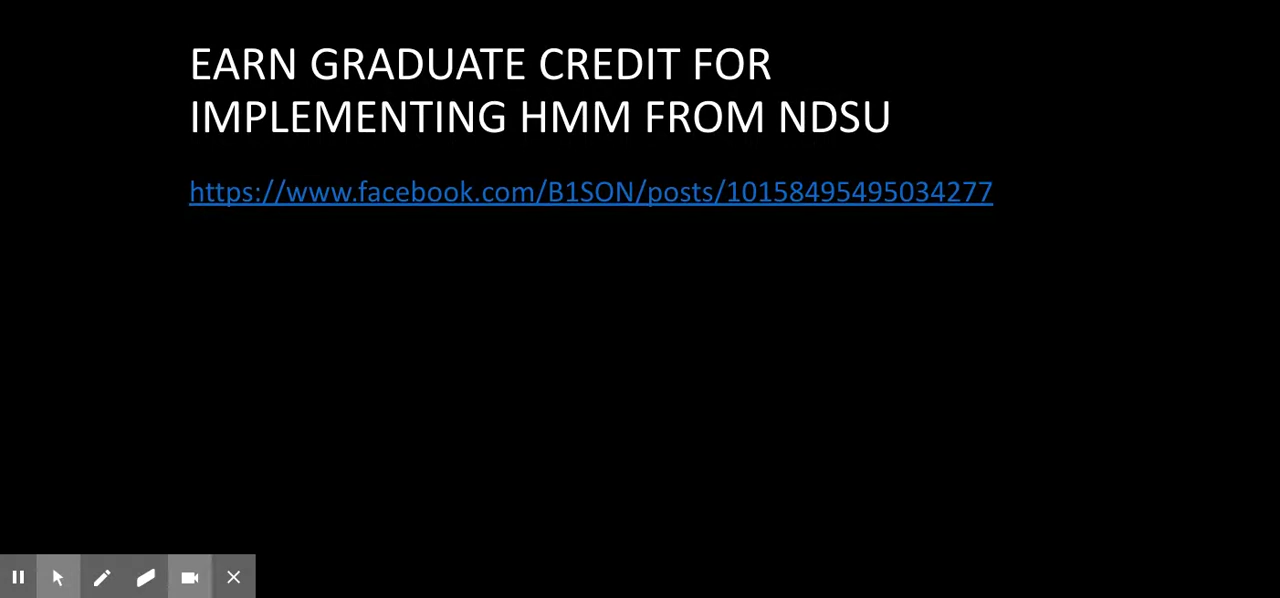 EARN GRADUATE CREDIT FOR
IMPLEMENTING HMM FROM NDSU
https://www.facebook.com/B1SON/posts/10158495495034277